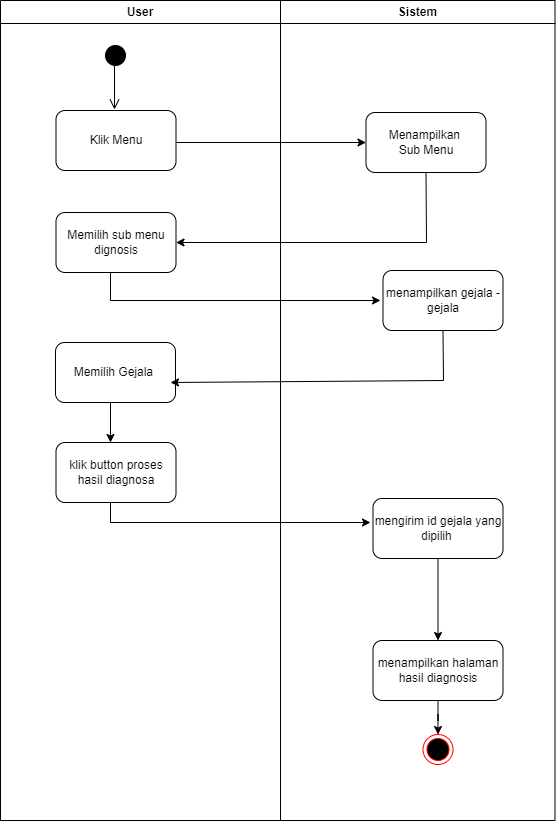 User
Sistem
Klik Menu
Menampilkan
Sub Menu
Memilih sub menu
dignosis
menampilkan gejala -
gejala
Memilih Gejala
klik button proses
hasil diagnosa
mengirim id gejala yang
dipilih
menampilkan halaman
hasil diagnosis